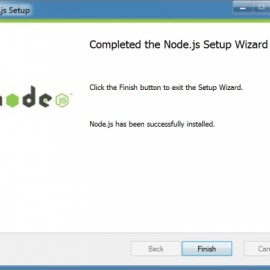 .js Setup
Completed the Node.js Setup Wizard
node
JS
Click the Finish button to exit the Setup Wizard.
Node.js has been successfully installed.
Back
Finish
Can